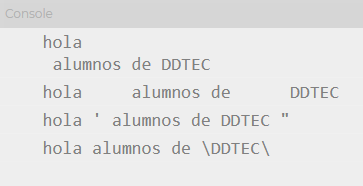 Console
hola
 alumnos de DDTEC
hola     alumnos de      DDTEC
hola ' alumnos de DDTEC "
hola alumnos de \DDTEC\